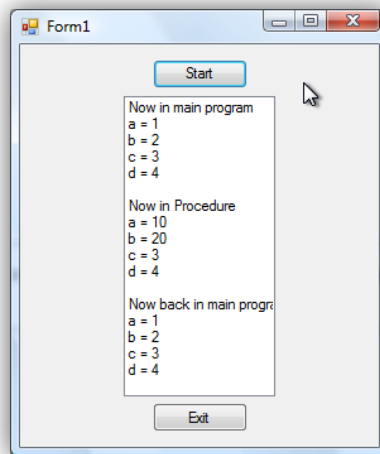 Form1
Start
Now in main program
a = 1
b = 2
c = 3
d = 4
Now in Procedure
a = 10
b = 20
c = 3
d = 4
Now back in main progra
a = 1
b = 2
c = 3
d = 4
Exit